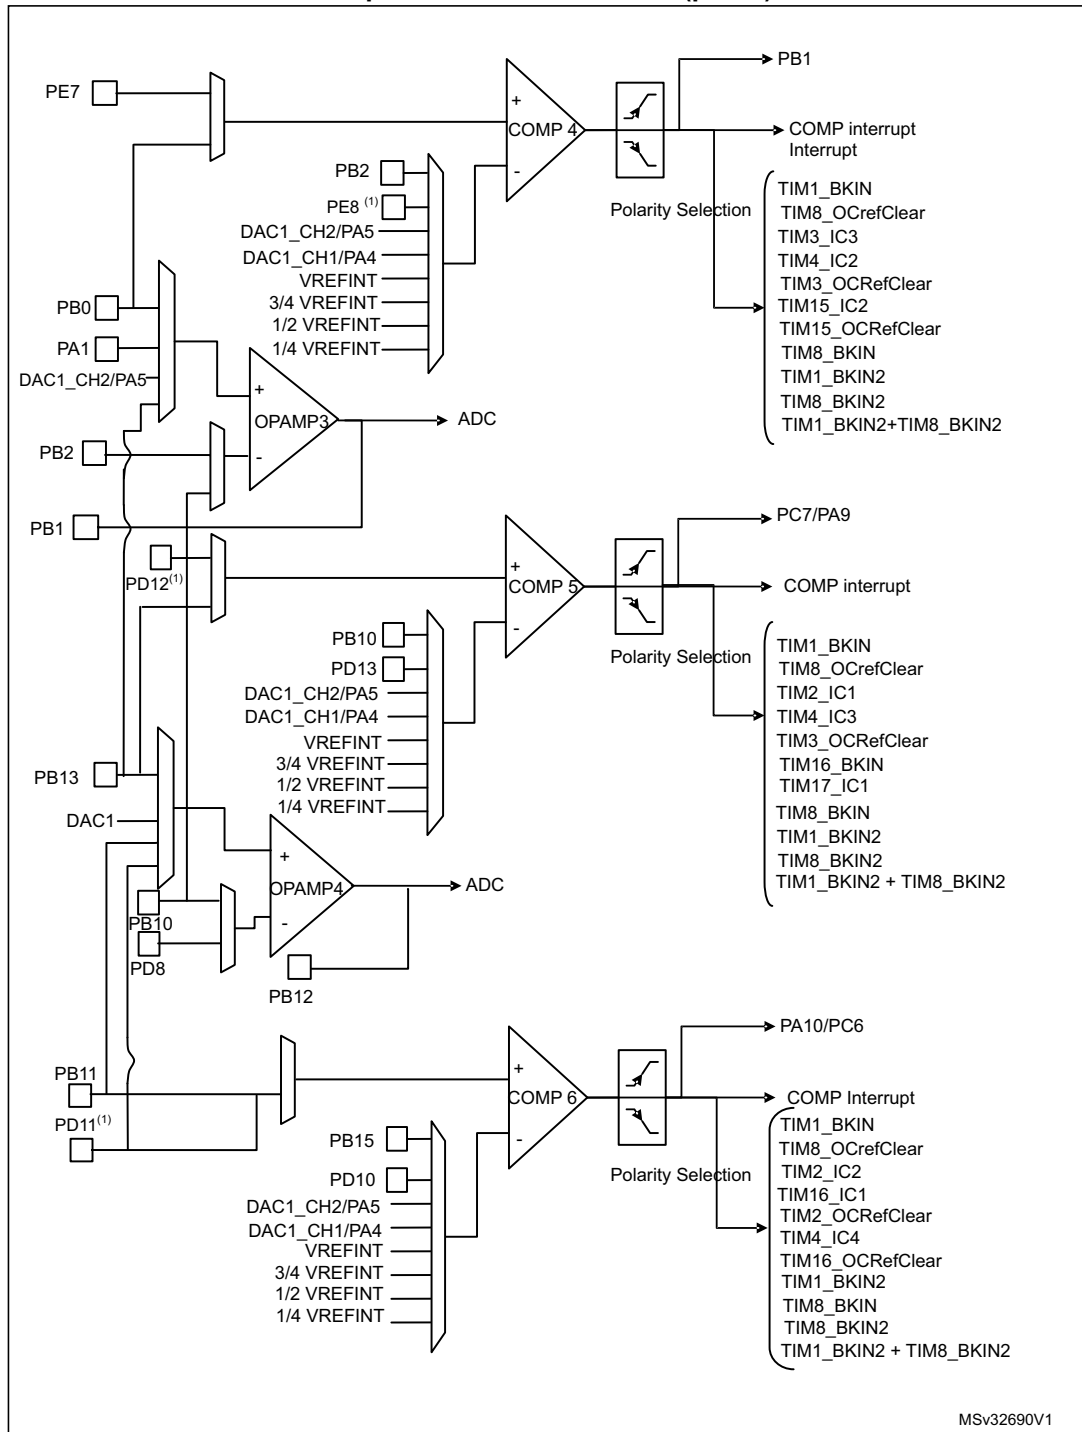 PB1
PE7
+
COMP 4
-
COMP interrupt
Interrupt
PB2
PE8 (1)
DAC1_CH2/PA5
DAC1_CH1/PA4
VREFINT
3/4 VREFINT
1/2 VREFINT
1/4 VREFINT
Polarity Selection
TIM1_BKIN
TIM8_OCrefClear
TIM3_IC3
TIM4_IC2
TIM3_OCRefClear
TIM15_IC2
TIM15_OCRefClear
TIM8_BKIN
TIM1_BKIN2
TIM8_BKIN2
TIM1_BKIN2+TIM8_BKIN2
PB0
PA1
DAC1_CH2/PA5
+
OPAMP3
-
ADC
PB2
PB1
PC7/PA9
PD12(1)
+
COMP 5
-
COMP interrupt
PB10
PD13
DAC1_CH2/PA5
DAC1_CH1/PA4
VREFINT
3/4 VREFINT
1/2 VREFINT
1/4 VREFINT
Polarity Selection
TIM1_BKIN
TIM8_OCrefClear
TIM2_IC1
TIM4_IC3
TIM3_OCRefClear
TIM16_BKIN
TIM17_IC1
TIM8_BKIN
TIM1_BKIN2
TIM8_BKIN2
TIM1_BKIN2 + TIM8_BKIN2
PB13
DAC1
+
OPAMP4
-
ADC
PB10
PD8
PB12
PA10/PC6
PB11
PD11(1)
+
COMP 6
-
COMP Interrupt
PB15
PD10
DAC1_CH2/PA5
DAC1_CH1/PA4
VREFINT
3/4 VREFINT
1/2 VREFINT
1/4 VREFINT
Polarity Selection
TIM1_BKIN
TIM8_OCrefClear
TIM2_IC2
TIM16_IC1
TIM2_OCRefClear
TIM4_IC4
TIM16_OCRefClear
TIM1_BKIN2
TIM8_BKIN
TIM8_BKIN2
TIM1_BKIN2 + TIM8_BKIN2
MSv32690V1